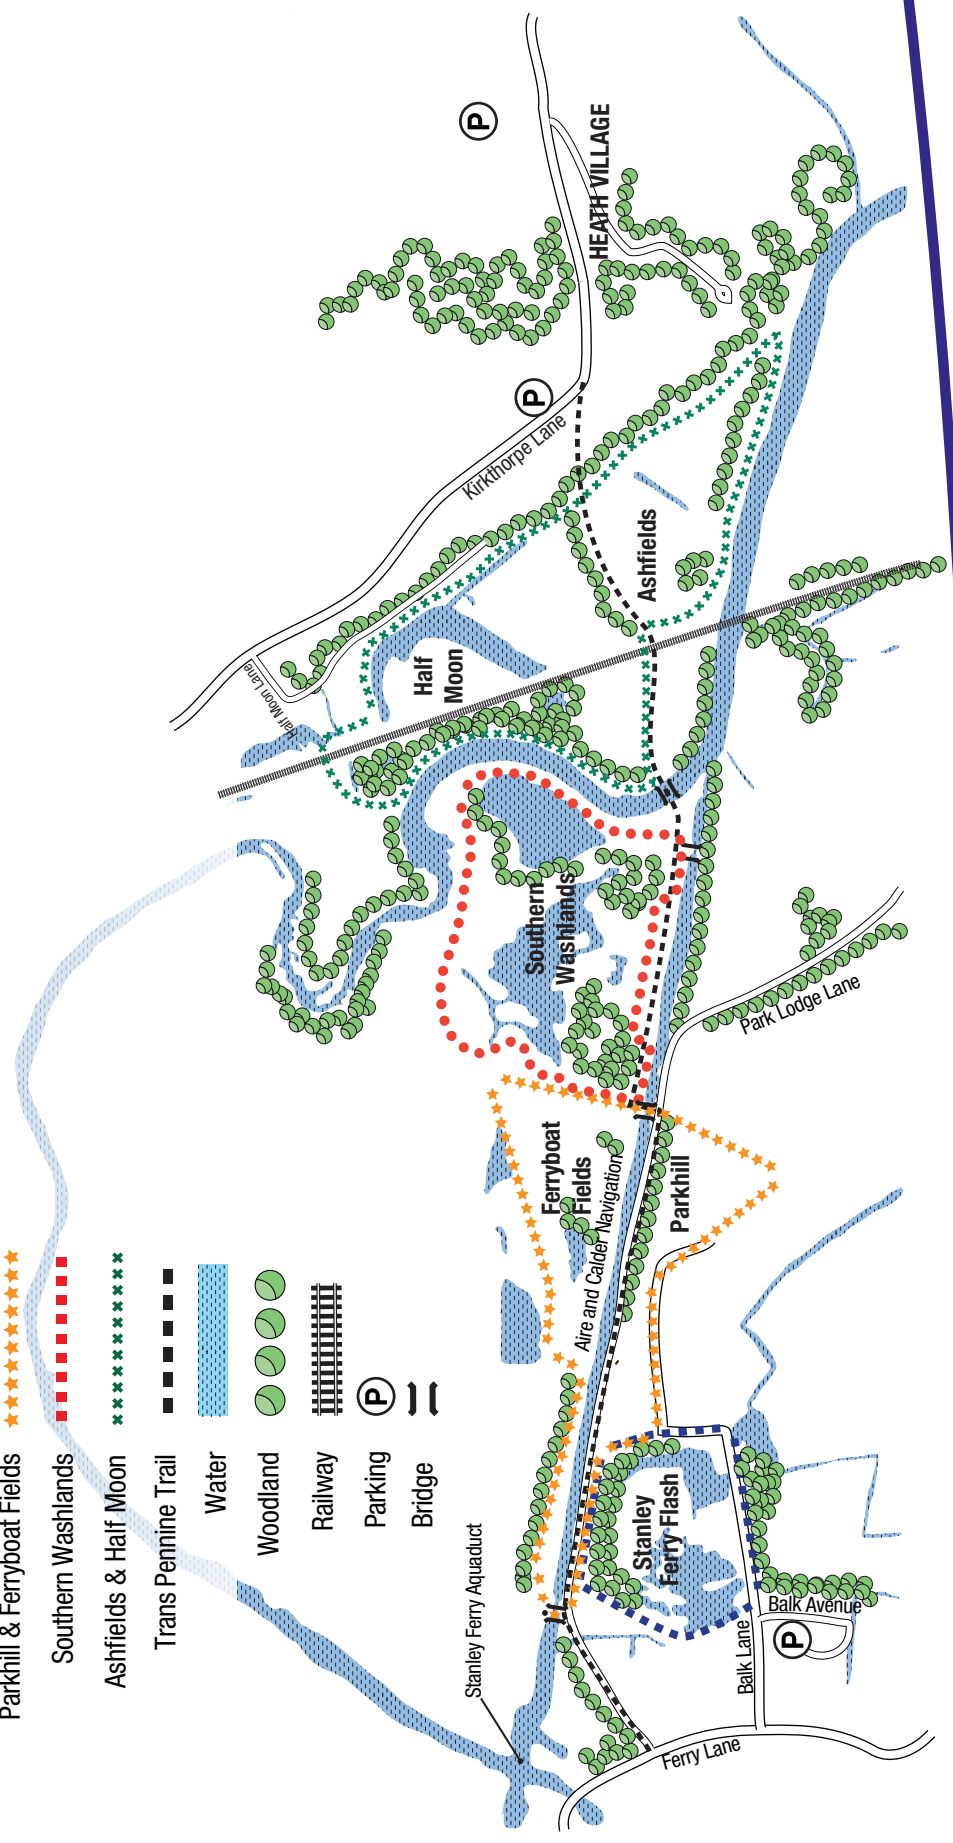 Parkhill & Ferryboat Fields
Southern Washlands
Ashfields & Half Moon
Trans Pennine Trail
Water
Woodland
Railway
P
Parking
Bridge
Stanley Ferry Aquaduct
Half Moon Lane
Half
Moon
Kirkthorpe Lane
P
P
HEATH VILLAGE
Ashfields
Southern
Washlands
Ferryboat
Fields
Aire and Calder Navigation
Parkhill
Park Lodge Lane
Stanley
Ferry Flash
Balk Lane
Balk Avenue
P
Ferry Lane